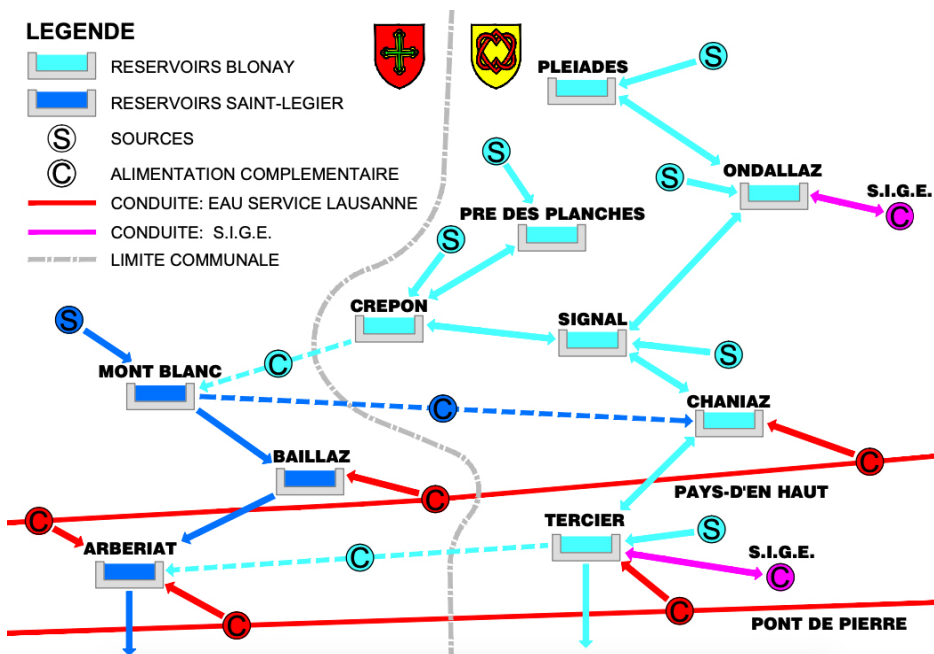 LEGENDE
RESERVOIRS BLONAY
RESERVOIRS SAINT-LEGIER
S SOURCES
C ALIMENTATION COMPLEMENTAIRE
CONDUITE: EAU SERVICE LAUSANNE
CONDUITE: S.I.G.E.
LIMITE COMMUNALE
S
PLEIADES
S
ONDALLAZ
S
S.I.G.E.
C
PRE DES PLANCHES
S
CREPON
SIGNAL
S
S
MONT BLANC
C
C
CHANIAZ
BAILLAZ
C
C
PAYS-D'EN HAUT
C
ARBERIAT
TERCIER
S
C
S.I.G.E.
C
C
C
PONT DE PIERRE